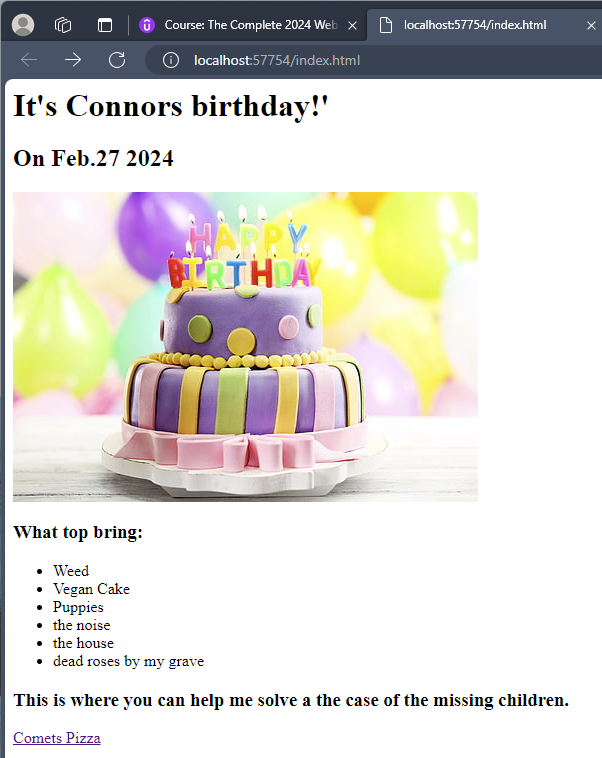 Course: The Complete 2024 Web
localhost:57754/index.html
localhost:57754/index.html
It's Connors birthday!'
On Feb.27 2024
HAPPY
BIRTHDAY
What top bring:
Weed
Vegan Cake
Puppies
the noise
the house
dead roses by my grave
This is where you can help me solve a the case of the missing children.
Comets Pizza